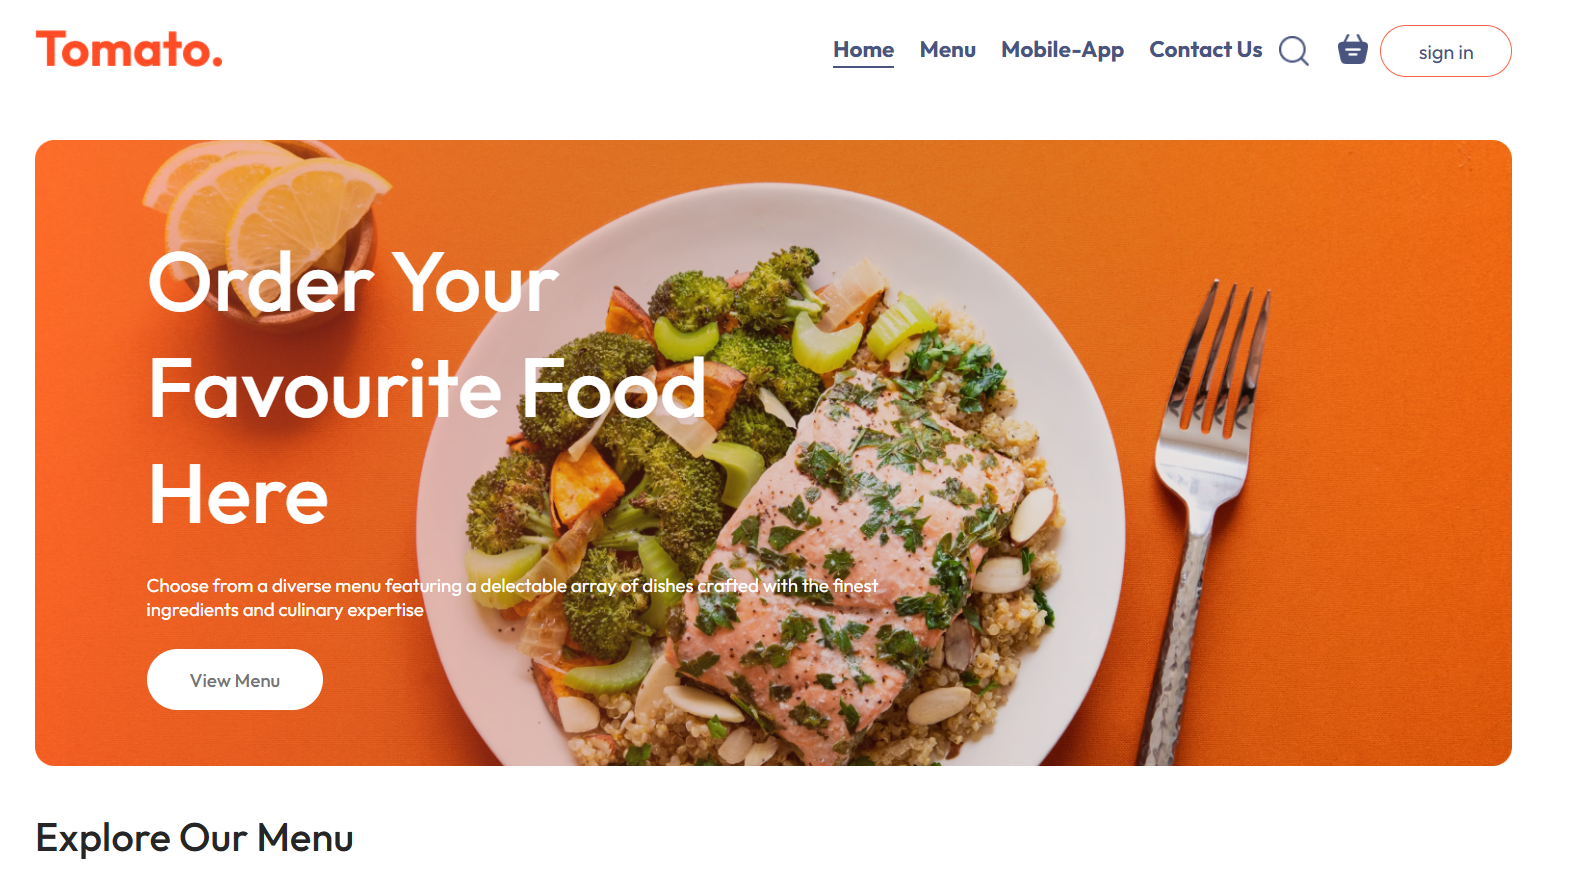 Tomato.
Home Menu Mobile-App Contact Us sign in
Order Your
Favourite Food
Here
Choose from a diverse menu featuring a delectable array of dishes crafted with the finest
ingredients and culinary expertise
View Menu
Explore Our Menu